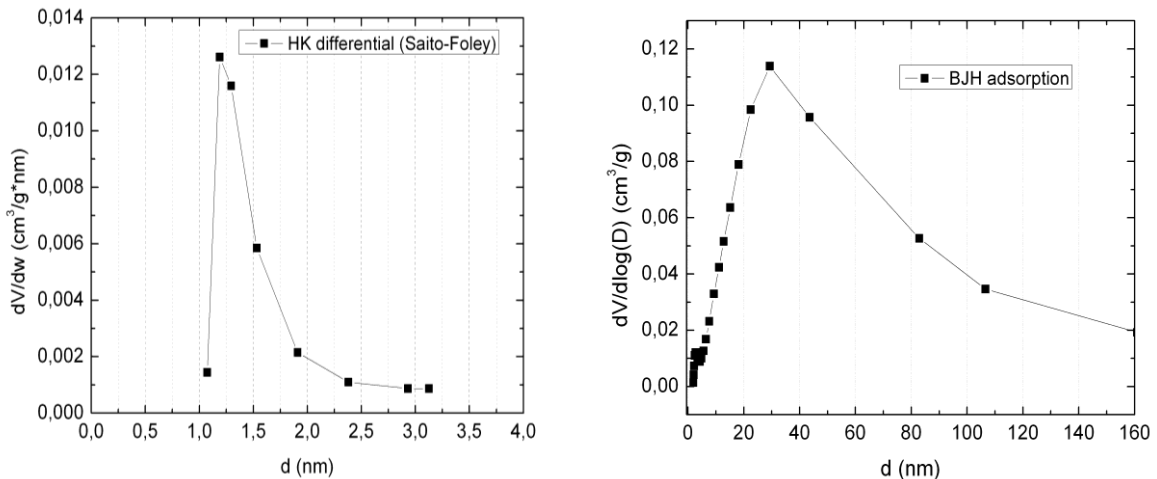 0,014
0,012
0,010
0,008
0,006
0,004
0,002
0,000
dV/dw (cm³/g*nm)
HK differential (Saito-Foley)
0,0 0,5 1,0 1,5 2,0 2,5 3,0 3,5 4,0
d (nm)
0,12
0,10
0,08
0,06
0,04
0,02
0,00
dV/dlog(D) (cm³/g)
BJH adsorption
0 20 40 60 80 100 120 140 160
d (nm)